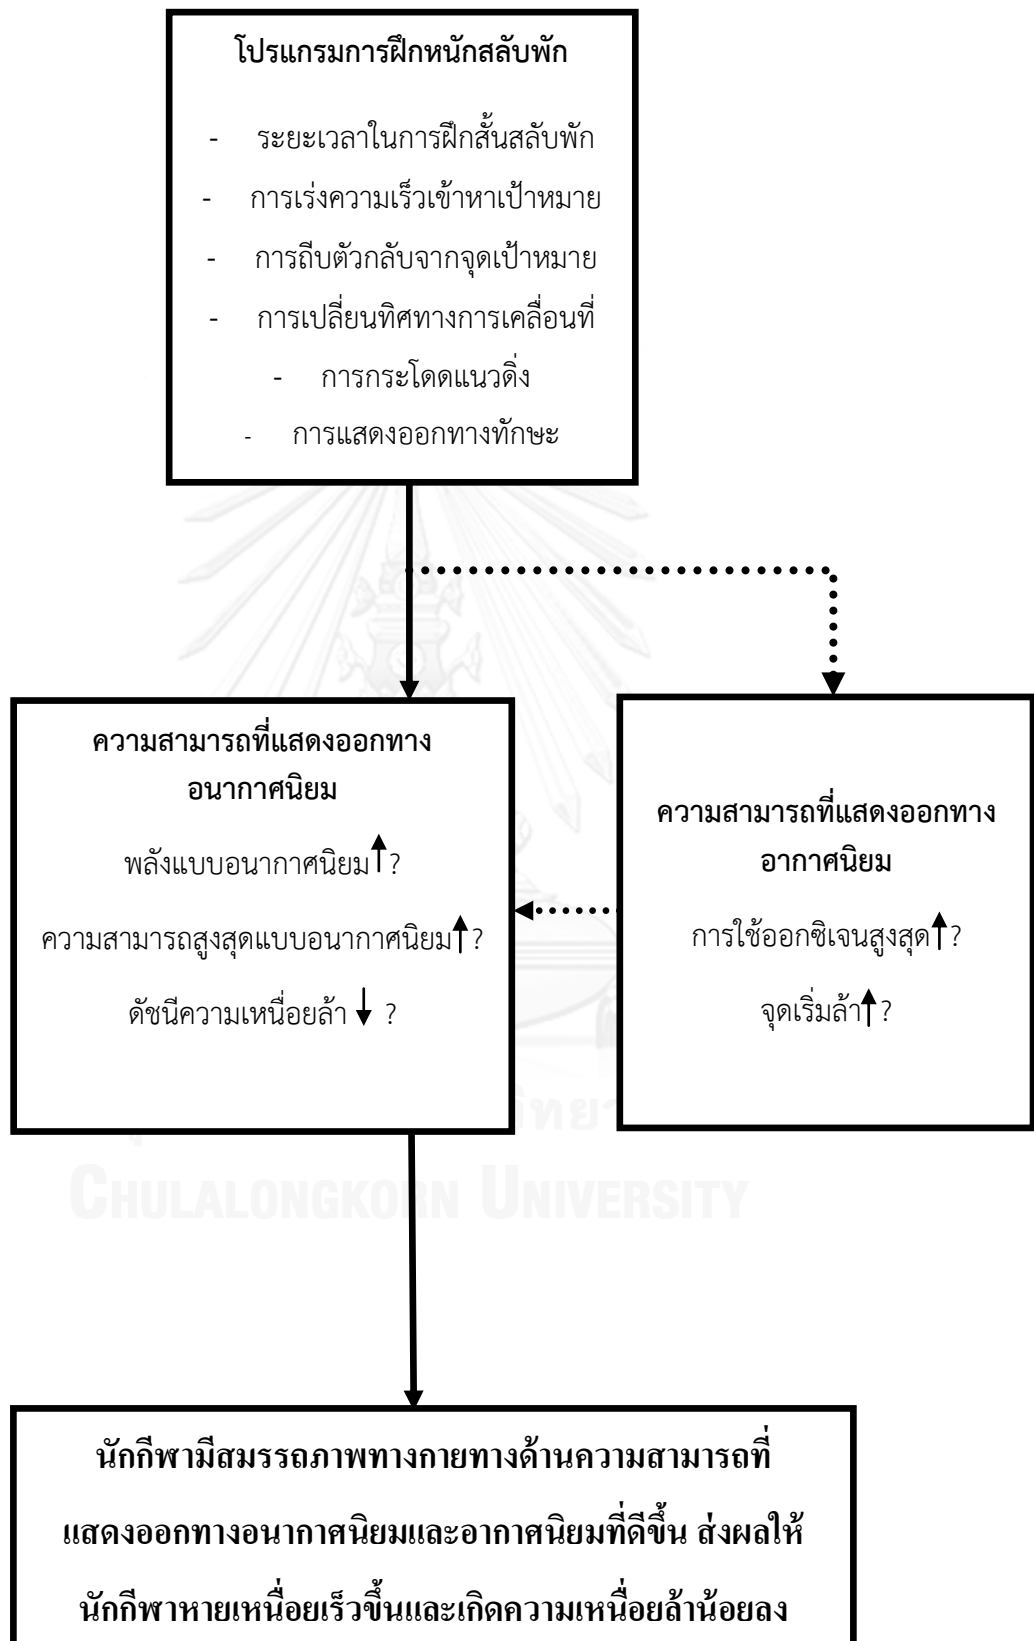 โปรแกรมการฝึกหนักสลับพัก
- ระยะเวลาในการฝึกสั้นสลับพัก
- การเร่งความเร็วเข้าหาเป้าหมาย
- การถีบตัวกลับจากจุดเป้าหมาย
- การเปลี่ยนทิศทางการเคลื่อนที่
- การกระโดดแนวดิ่ง
- การแสดงออกทางทักษะ
ความสามารถที่แสดงออกทาง
อนากาศนิยม
พลังแบบอนากาศนิยม↑?
ความสามารถสูงสุดแบบอนากาศนิยม↑?
ดัชนีความเหนื่อยล้า ↓ ?
ความสามารถที่แสดงออกทาง
อากาศนิยม
การใช้ออกซิเจนสูงสุด↑?
จุดเริ่มล้า↑?
CHULALONGKORN UNIVERSITY
นักกีฬามีสมรรถภาพทางกายทางด้านความสามารถที่
แสดงออกทางอนากาศนิยมและอากาศนิยมที่ดีขึ้น ส่งผลให้
นักกีฬาหายเหนื่อยเร็วขึ้นและเกิดความเหนื่อยล้าน้อยลง